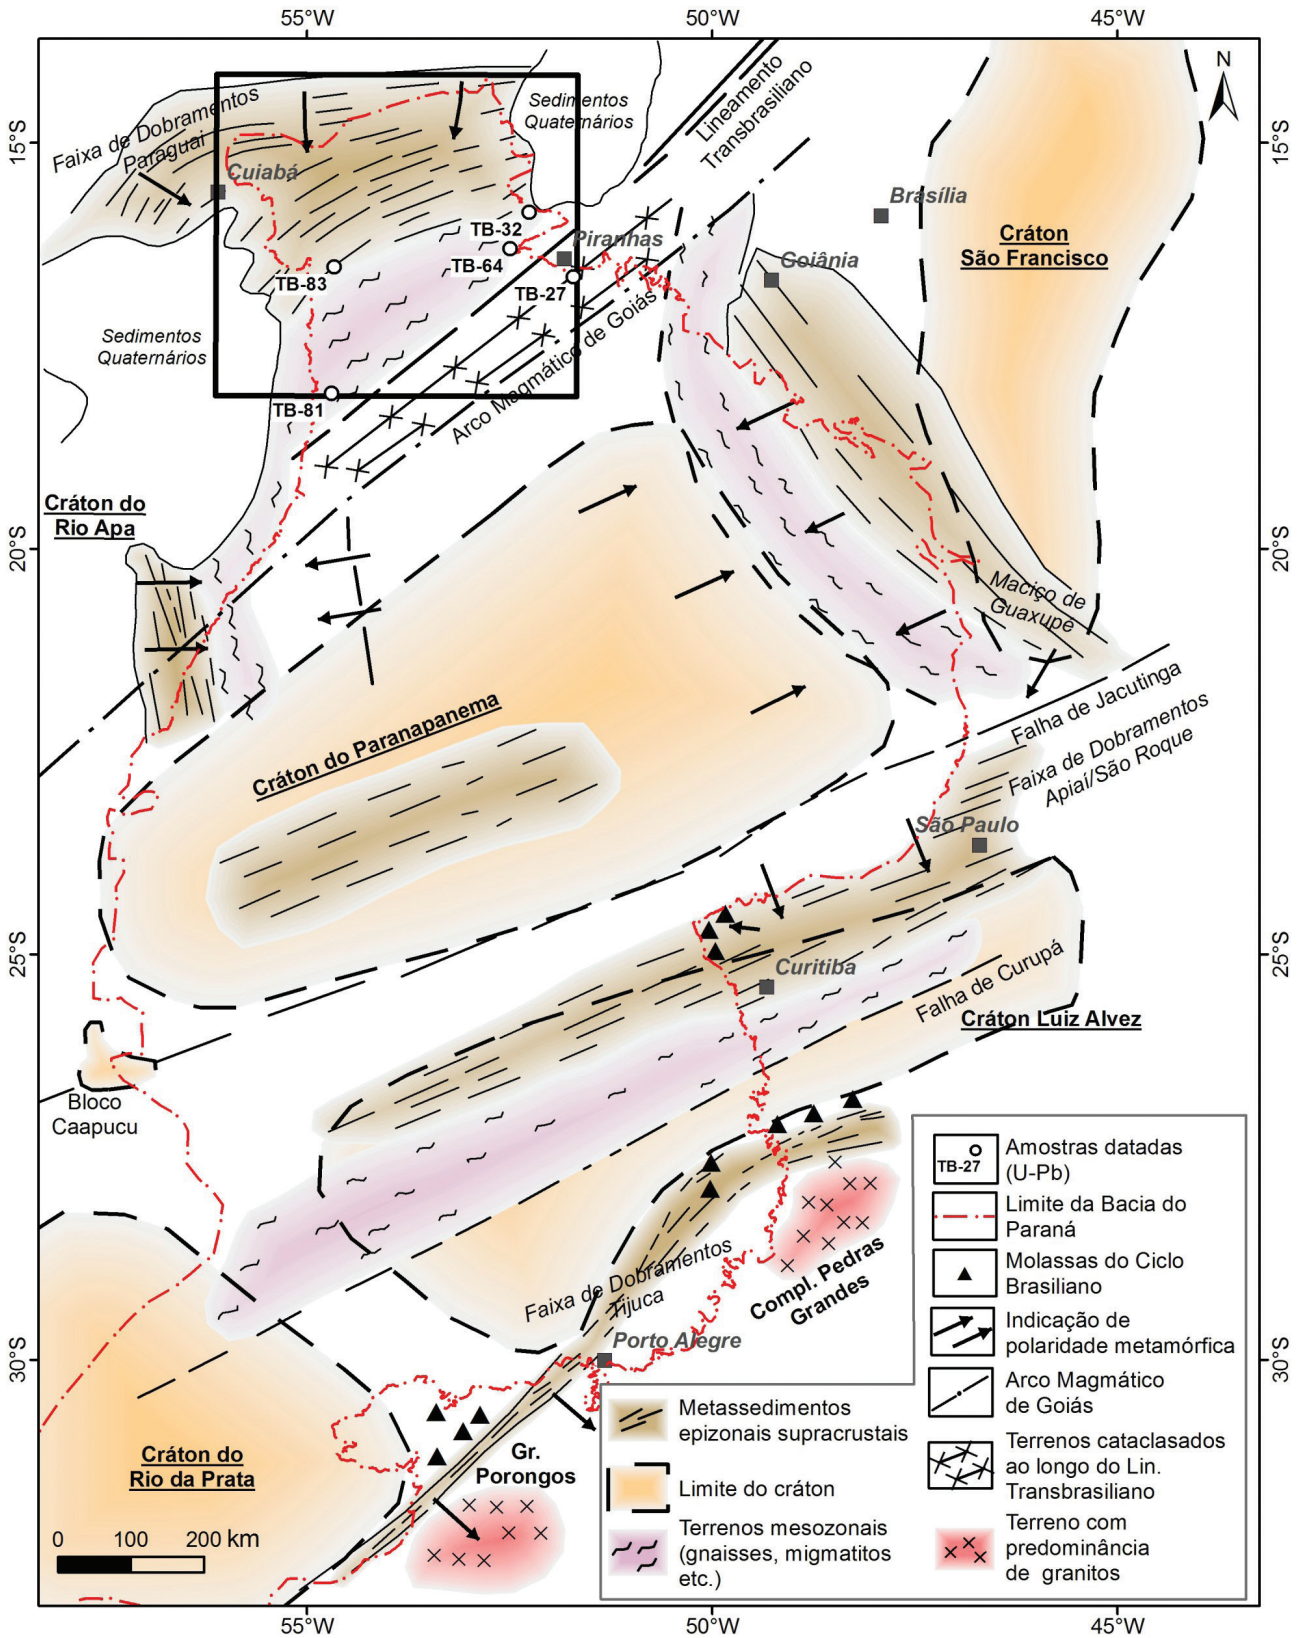 55°W
50°W
45°W
N
15°S
15°S
Faixa de Dobramentos
Paraguai
Sedimentos
Quaternários
Lineamento
Transbrasiliano
Cuiabá
Brasília
TB-32
Piranhas
Cráton
São Francisco
TB-64
Goiânia
TB-83
TB-27
Sedimentos
Quaternários
Arco Magmático de Goiás
TB-81
Cráton do
Rio Apa
20°S
20°S
Maciço de
Guaxupé
Falha de Jacutinga
Cráton do Paranapanema
Faixa de Dobramentos
Apiaí/São Roque
São Paulo
25°S
25°S
Curitiba
Falha de Curupá
Cráton Luiz Alvez
Bloco
Caapucu
Faixa de Dobramentos
Tijuca
Compl. Pedras
Grandes
Porto Alegre
30°S
30°S
Cráton do
Rio da Prata
Gr.
Porongos
0 100 200 km
TB-27
Amostras datadas
(U-Pb)
Limite da Bacia do
Paraná
Molassas do Ciclo
Brasiliano
Indicação de
polaridade metamórfica
Arco Magmático
de Goiás
Terrenos cataclasados
ao longo do Lin.
Transbrasiliano
Terreno com
predominância
de granitos
Metassedimentos
epizonais supracrustais
Limite do cráton
Terrenos mesozonais
(gnaisses, migmatitos
etc.)
55°W
50°W
45°W